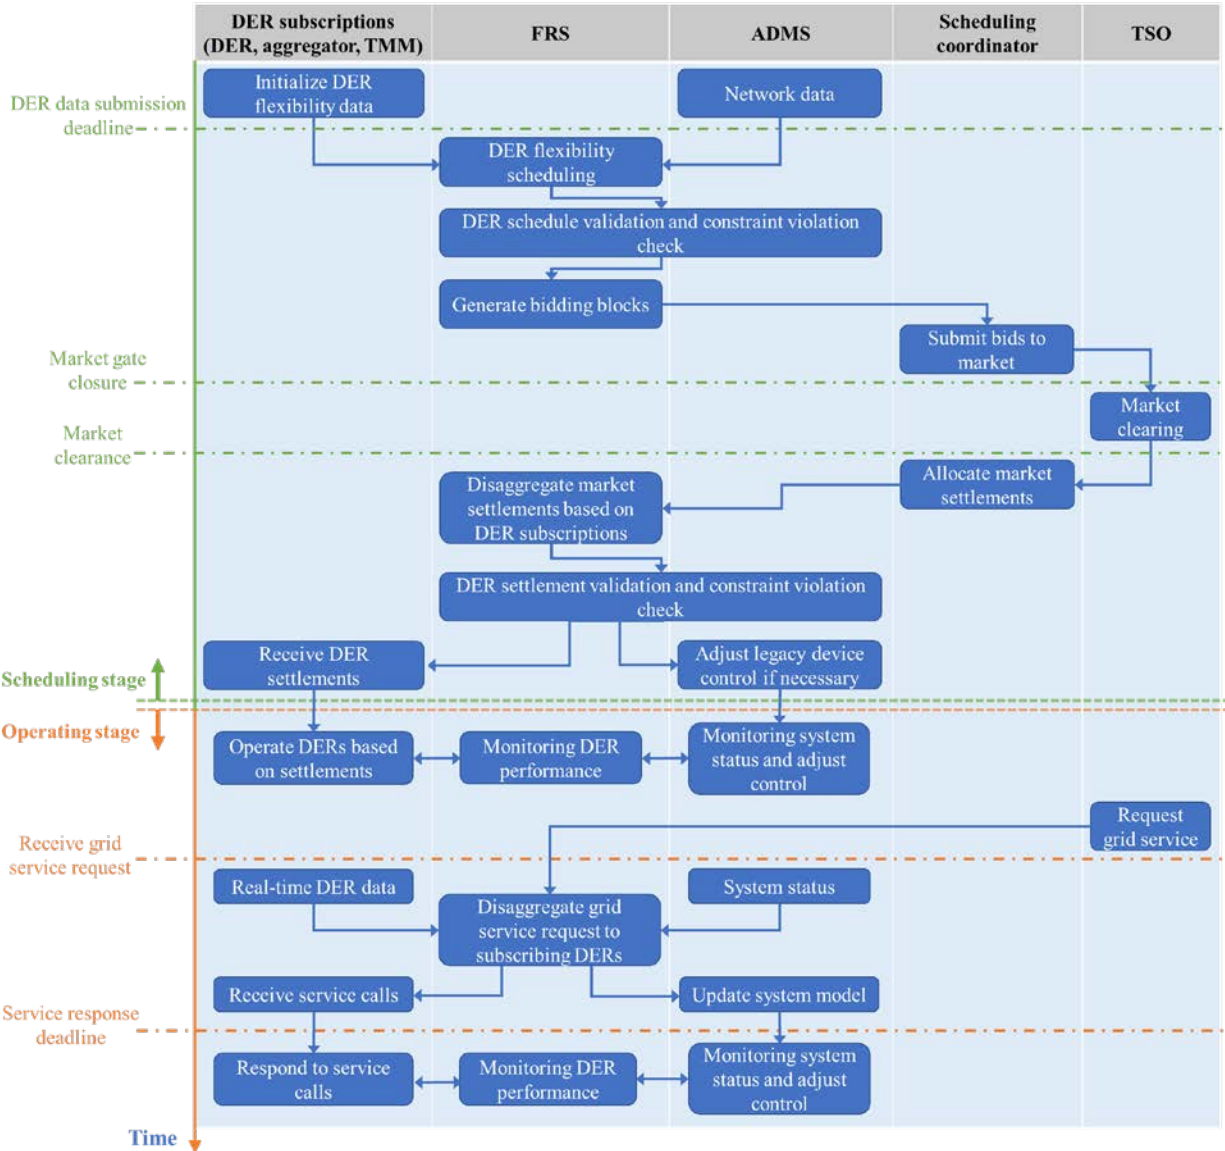 DER subscriptions
(DER, aggregator, TMM)
FRS
ADMS
Scheduling
coordinator
TSO
Initialize DER
flexibility data
Network data
DER data submission
deadline
DER flexibility
scheduling
DER schedule validation and constraint violation
check
Generate bidding blocks
Submit bids to
market
Market gate
closure
Market
clearing
Market
clearance
Allocate market
settlements
Disaggregate market
settlements based on
DER subscriptions
DER settlement validation and constraint violation
check
Receive DER
settlements
Adjust legacy device
control if necessary
Scheduling stage
Operating stage
Operate DERs based
on settlements
Monitoring DER
performance
Monitoring system
status and adjust
control
Request
grid service
Receive grid
service request
Real-time DER data
System status
Disaggregate grid
service request to
subscribing DERs
Receive service calls
Update system model
Service response
deadline
Respond to service
calls
Monitoring DER
performance
Monitoring system
status and adjust
control
Time